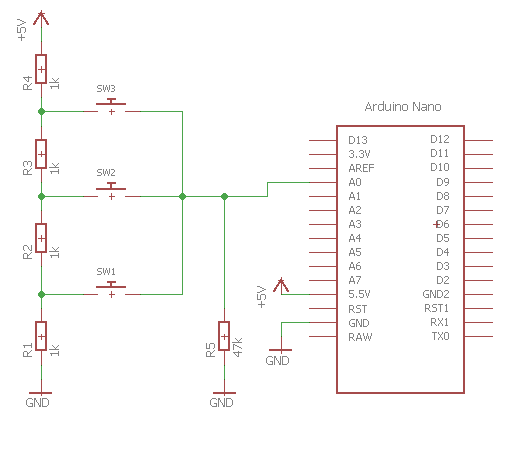 +5V
R4
1k
SW3
R3
1k
SW2
R2
1k
SW1
R1
1k
GND
R5
47k
GND
+5V
GND
Arduino Nano
D13
3.3V
AREF
A0
A1
A2
A3
A4
A5
A6
A7
5.5V
RST
GND
RAW
D12
D11
D10
D9
D8
D7
D6
D5
D4
D3
D2
GND2
RST1
RX1
TX0